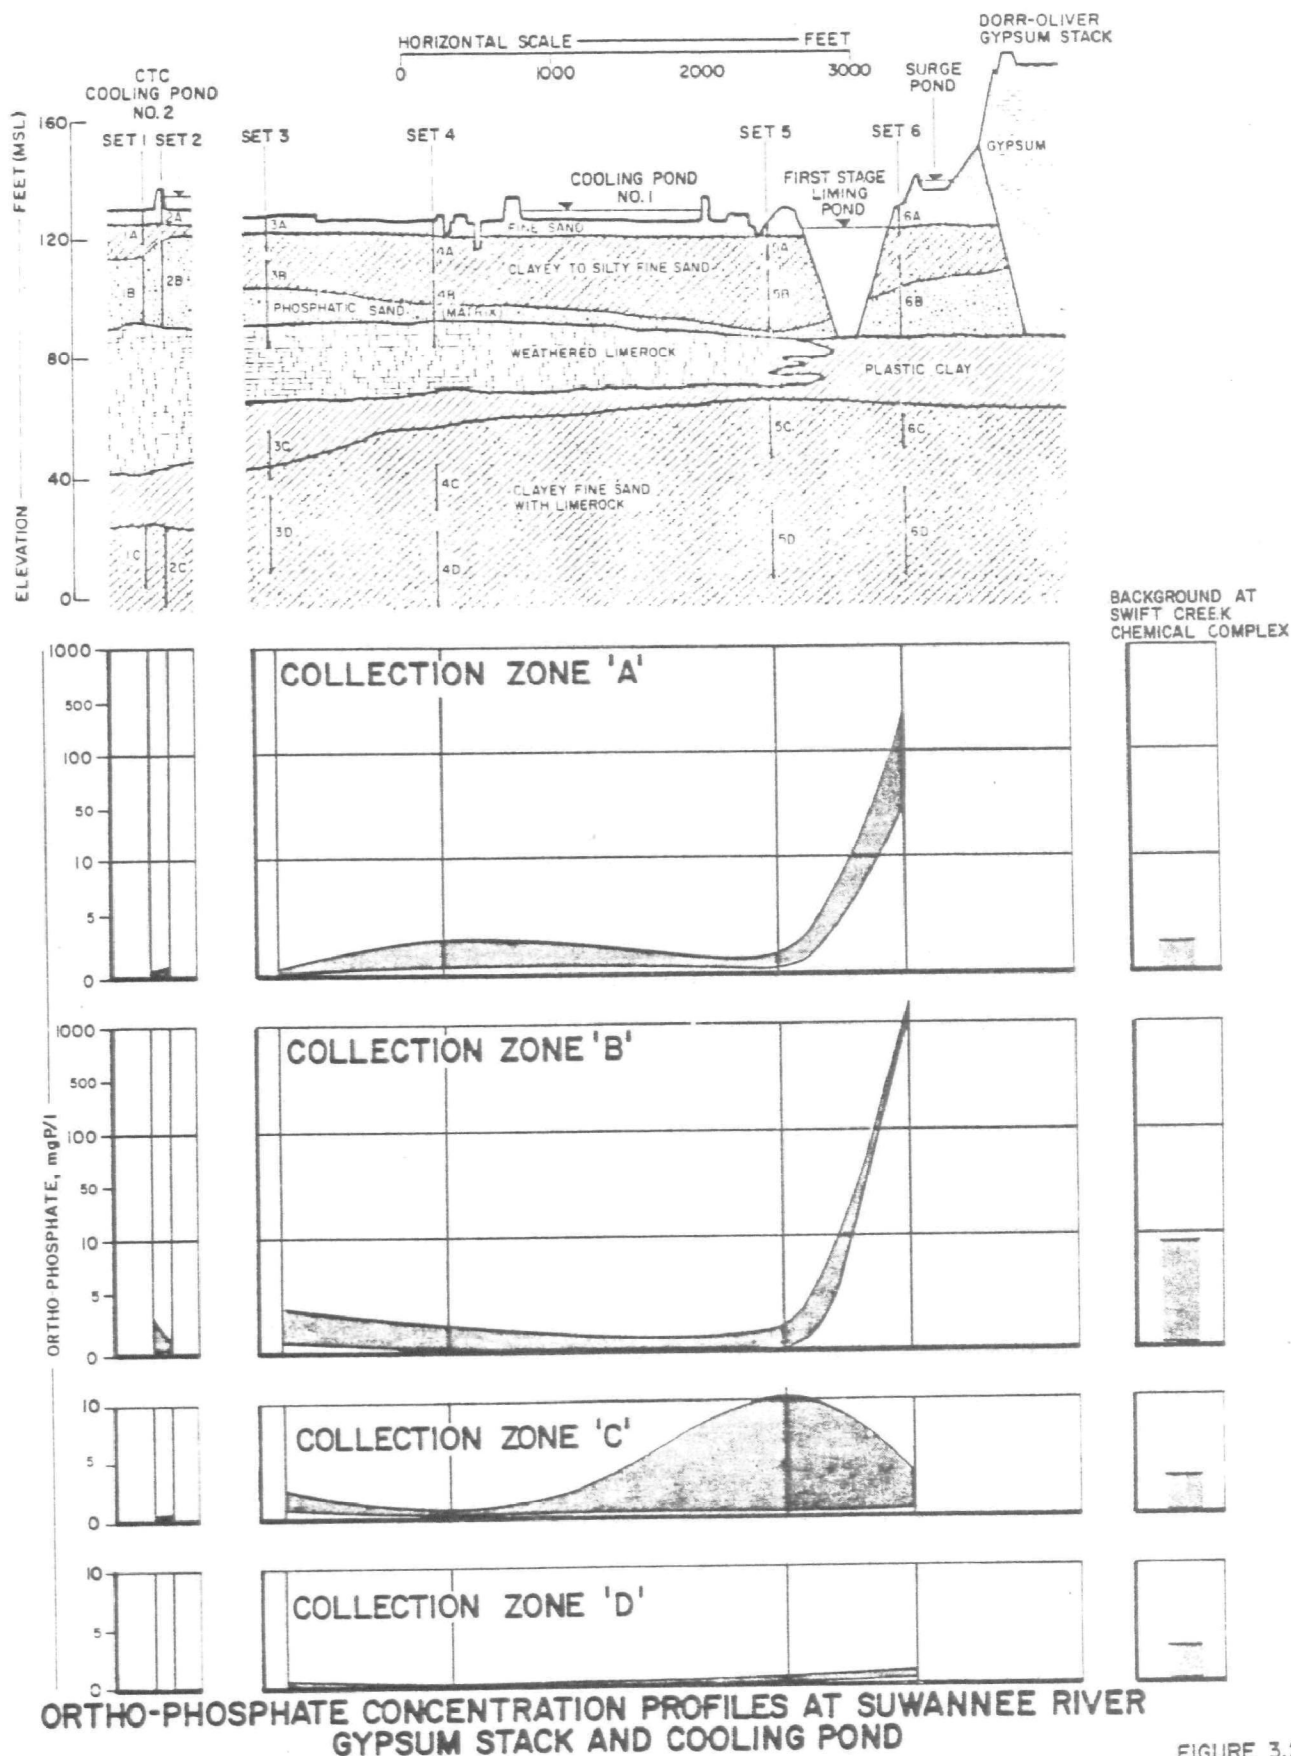 DORR-OLIVER
GYPSUM STACK
HORIZONTAL SCALE FEET
0 1000 2000 3000
SURGE
POND
CTC
COOLING POND
NO. 2
160
SET 1 SET 2 SET 3 SET 4 SET 5 SET 6
GYPSUM
COOLING POND
NO. 1
FIRST STAGE
LIMING
POND
2A 3A FINE SAND 6A
120
1A 4A 5A
CLAYEY TO SILTY FINE SAND
1B 2B 3B 4B 5B 6B
PHOSPHATIC SAND (MATRIX)
80
WEATHERED LIMEROCK
PLASTIC CLAY
3C 5C 6C
40
4C
CLAYEY FINE SAND
WITH LIMEROCK
1C 2C 3D 4D 5D 6D
0
ELEVATION FEET (MSL)
BACKGROUND AT
SWIFT CREEK
CHEMICAL COMPLEX
1000
COLLECTION ZONE 'A'
500
100
50
10
5
0
1000
COLLECTION ZONE 'B'
500
100
50
10
5
0
ORTHO-PHOSPHATE, mgP/l
10
COLLECTION ZONE 'C'
5
0
10
COLLECTION ZONE 'D'
5
0
ORTHO-PHOSPHATE CONCENTRATION PROFILES AT SUWANNEE RIVER
GYPSUM STACK AND COOLING POND
FIGURE 3.